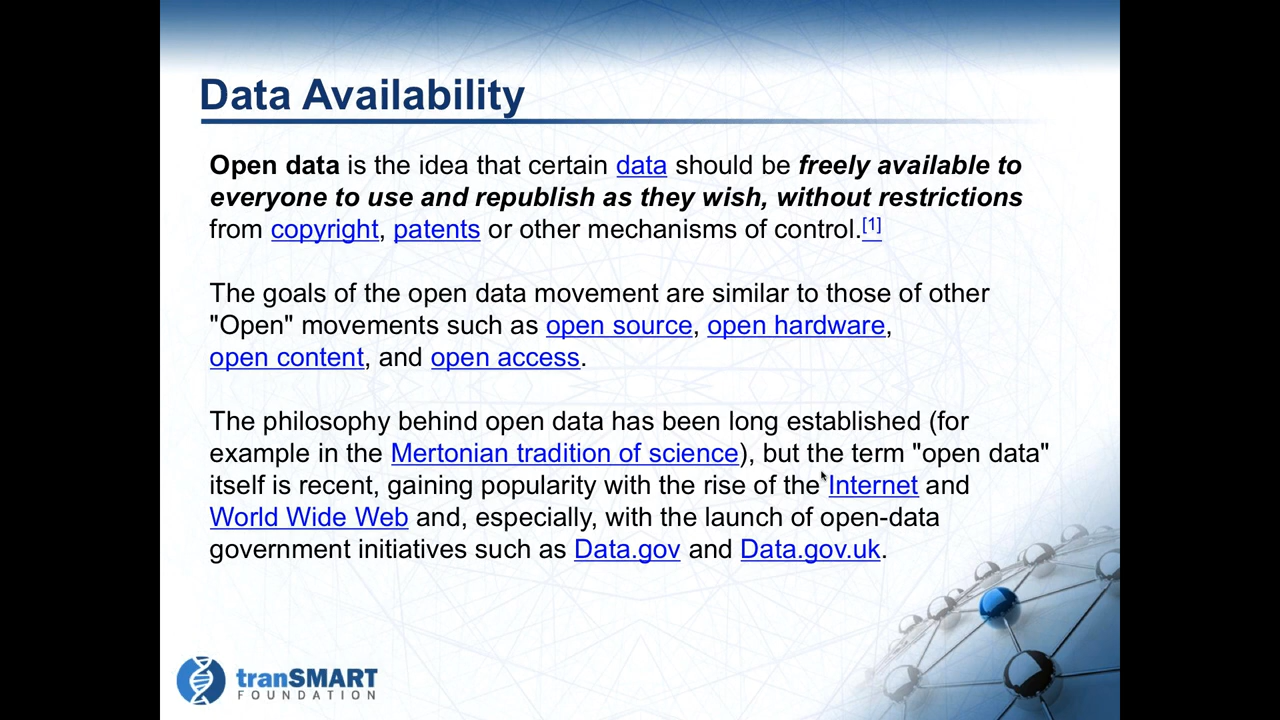 Data Availability
Open data is the idea that certain data should be freely available to
everyone to use and republish as they wish, without restrictions
from copyright, patents or other mechanisms of control.[1]
The goals of the open data movement are similar to those of other
"Open" movements such as open source, open hardware,
open content, and open access.
The philosophy behind open data has been long established (for
example in the Mertonian tradition of science), but the term "open data"
itself is recent, gaining popularity with the rise of the Internet and
World Wide Web and, especially, with the launch of open-data
government initiatives such as Data.gov and Data.gov.uk.
tranSMART
FOUNDATION